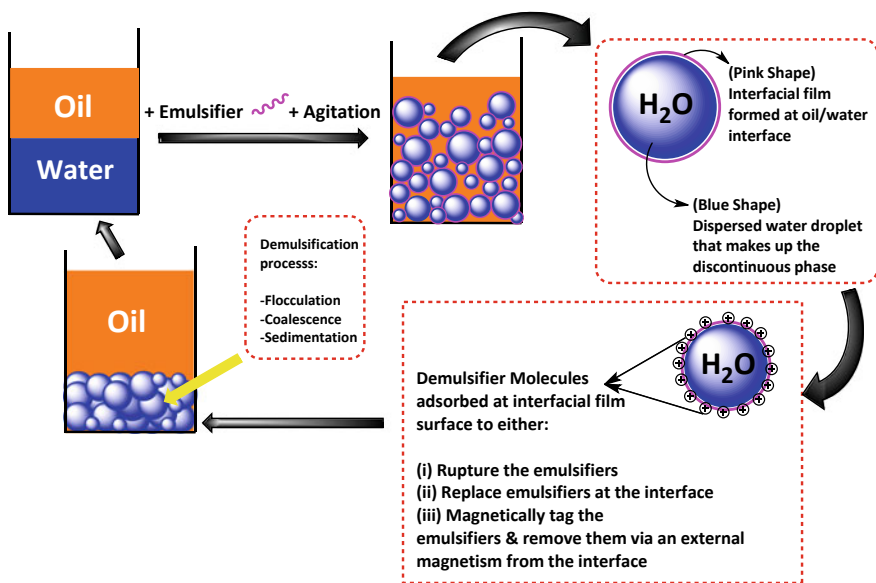 Oil
Water
+ Emulsifier + Agitation
H₂O
(Pink Shape)
Interfacial film
formed at oil/water
interface
(Blue Shape)
Dispersed water droplet
that makes up the
discontinuous phase
H₂O
Demulsifier Molecules
adsorbed at interfacial film
surface to either:
(i) Rupture the emulsifiers
(ii) Replace emulsifiers at the interface
(iii) Magnetically tag the
emulsifiers & remove them via an external
magnetism from the interface
Demulsification
processs:
-Flocculation
-Coalescence
-Sedimentation
Oil